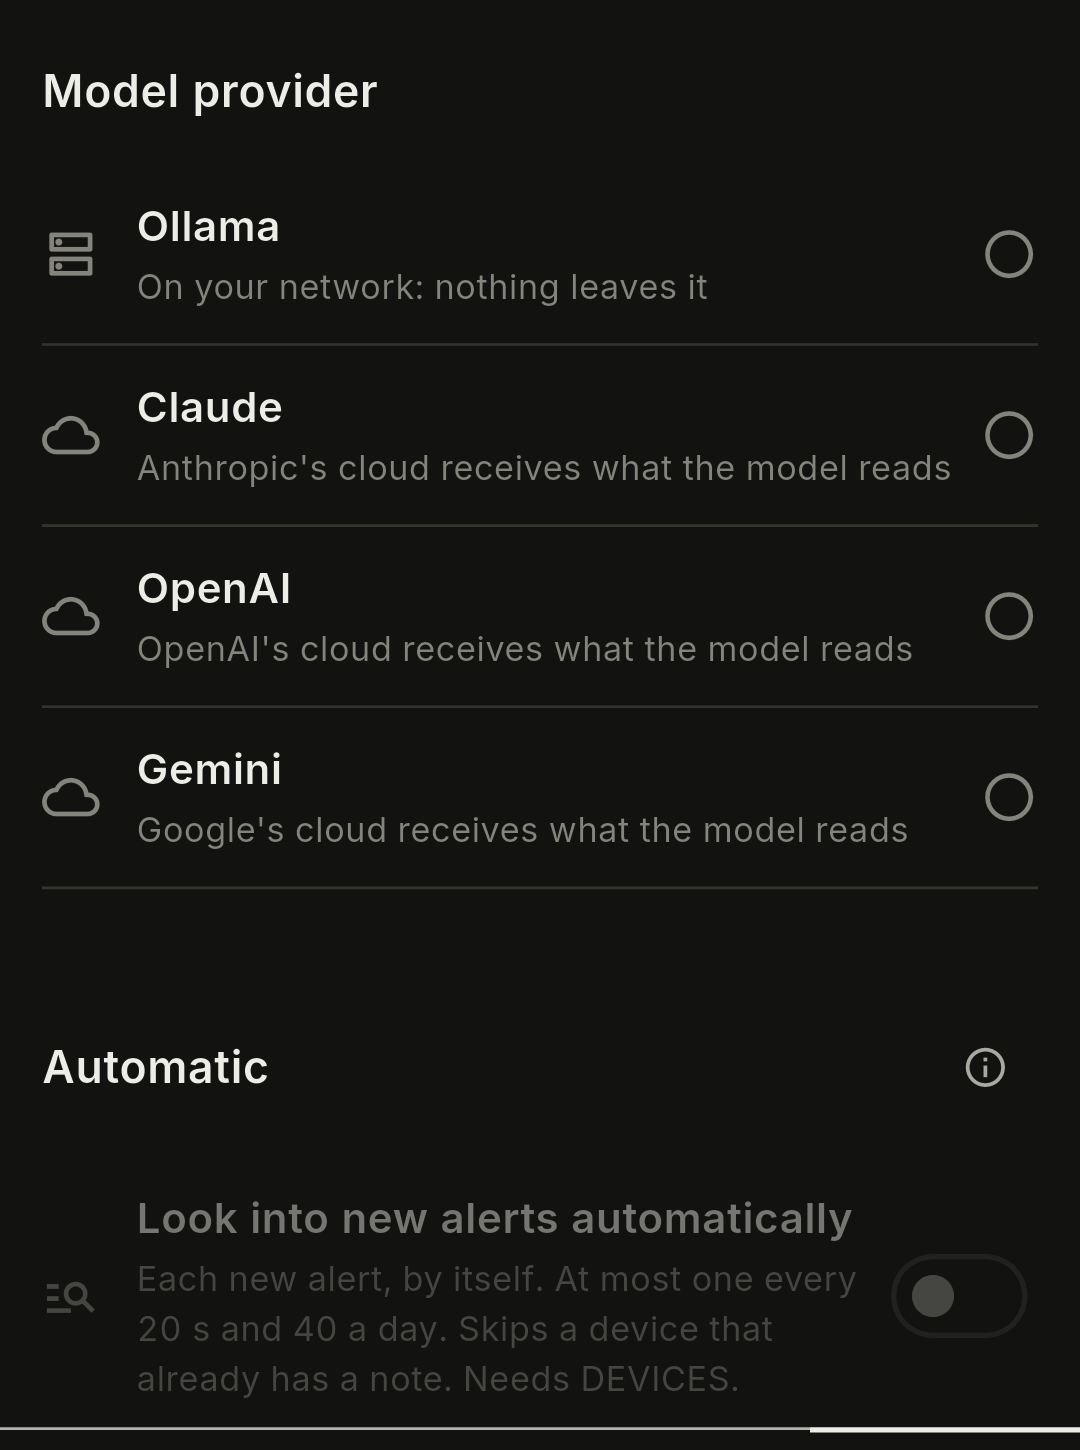 Model provider
Ollama
On your network: nothing leaves it
Claude
Anthropic's cloud receives what the model reads
OpenAI
OpenAI's cloud receives what the model reads
Gemini
Google's cloud receives what the model reads
Automatic
Look into new alerts automatically
Each new alert, by itself. At most one every
20 s and 40 a day. Skips a device that
already has a note. Needs DEVICES.